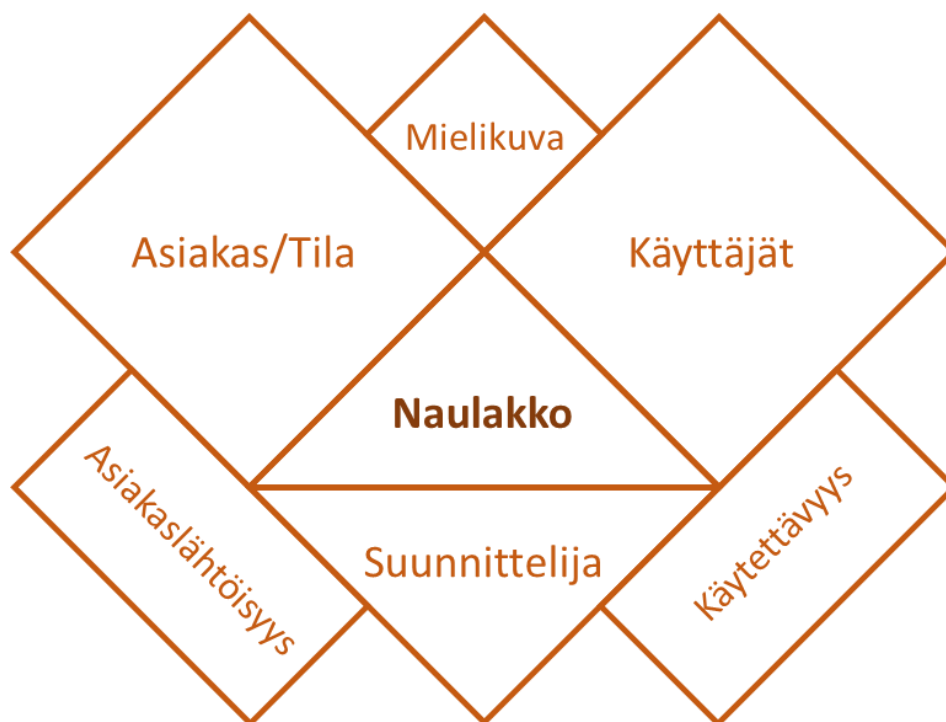 Mielikuva
Asiakas/Tila
Käyttäjät
Naulakko
Asiakaslähtöisyys
Suunnittelija
Käytettävyys